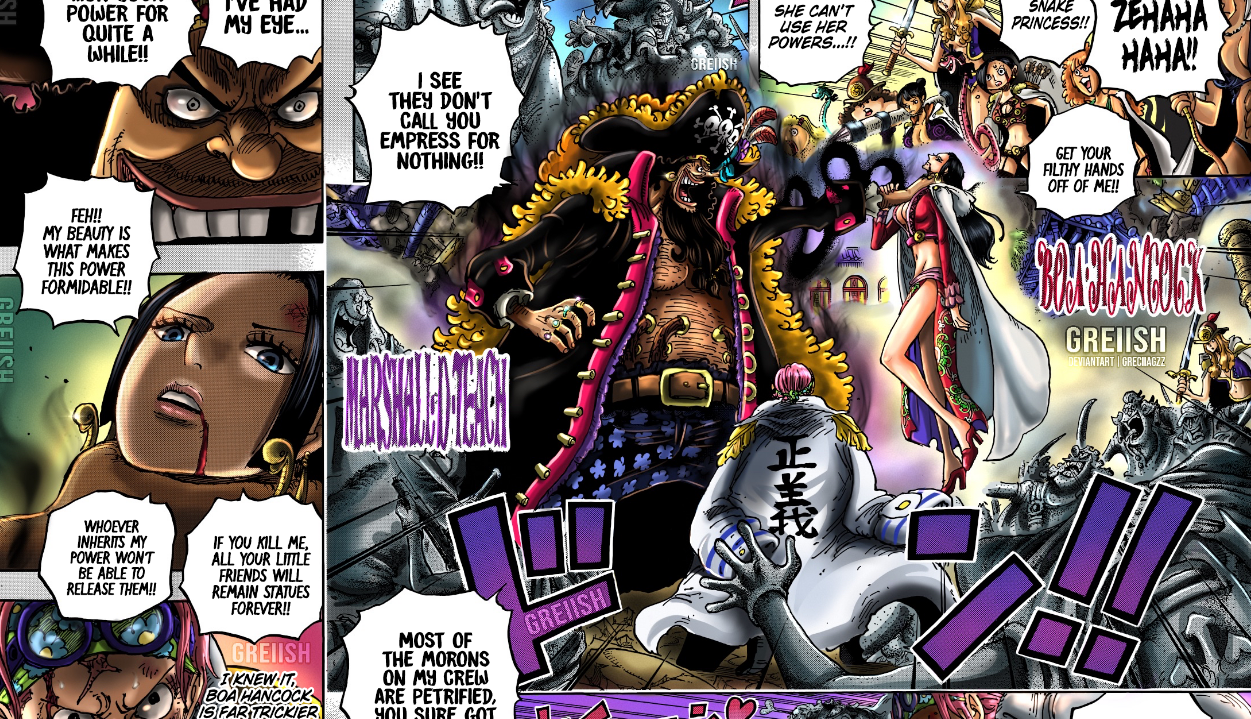 POWER FOR
QUITE A
WHILE!!
I'VE HAD
MY EYE...
FEH!!
MY BEAUTY IS
WHAT MAKES
THIS POWER
FORMIDABLE!!
GREIISH
WHOEVER
INHERITS MY
POWER WON'T
BE ABLE TO
RELEASE THEM!!
IF YOU KILL ME,
ALL YOUR LITTLE
FRIENDS WILL
REMAIN STATUES
FOREVER!!
GREIISH
I KNEW IT,
BOA HANCOCK
IS FAR TRICKIER
I SEE
THEY DON'T
CALL YOU
EMPRESS FOR
NOTHING!!
GREIISH
SHE CAN'T
USE HER
POWERS...!!
SNAKE
PRINCESS!!
ZEHAHA
HAHA!!
GET YOUR
FILTHY HANDS
OFF OF ME!!
BOA•HANCOCK
GREIISH
DEVIANTART | GRECIIAGZZ
MARSHALL•D•TEACH
正義
ドン!!
GREIISH
MOST OF
THE MORONS
ON MY CREW
ARE PETRIFIED,
YOU SURE GOT